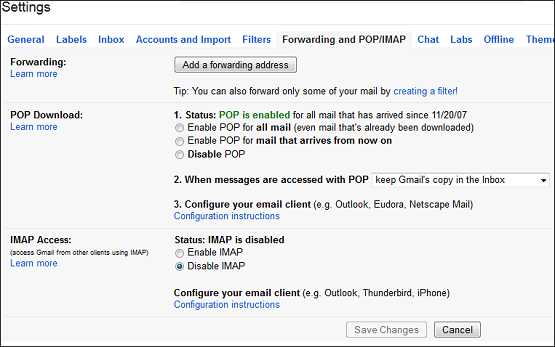 Settings
General Labels Inbox Accounts and Import Filters Forwarding and POP/IMAP Chat Labs Offline Theme
Forwarding:
Learn more
Add a forwarding address
Tip: You can also forward only some of your mail by creating a filter!
POP Download:
Learn more
1. Status: POP is enabled for all mail that has arrived since 11/20/07
Enable POP for all mail (even mail that's already been downloaded)
Enable POP for mail that arrives from now on
Disable POP
2. When messages are accessed with POP keep Gmail's copy in the Inbox
3. Configure your email client (e.g. Outlook, Eudora, Netscape Mail)
Configuration instructions
IMAP Access:
(access Gmail from other clients using IMAP)
Learn more
Status: IMAP is disabled
Enable IMAP
Disable IMAP
Configure your email client (e.g. Outlook, Thunderbird, iPhone)
Configuration instructions
Save Changes Cancel